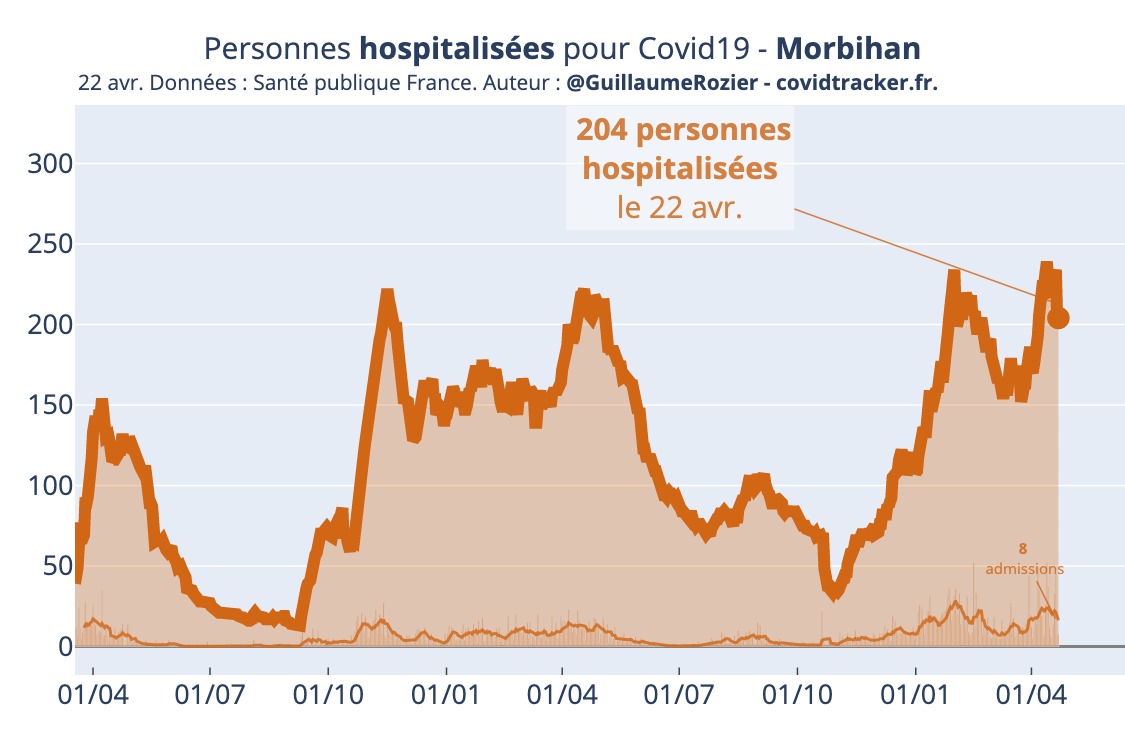 Personnes hospitalisées pour Covid19 - Morbihan
22 avr. Données : Santé publique France. Auteur : @GuillaumeRozier - covidtracker.fr.
204 personnes
hospitalisées
le 22 avr.
300
250
200
150
100
50
0
8
admissions
01/04
01/07
01/10
01/01
01/04
01/07
01/10
01/01
01/04